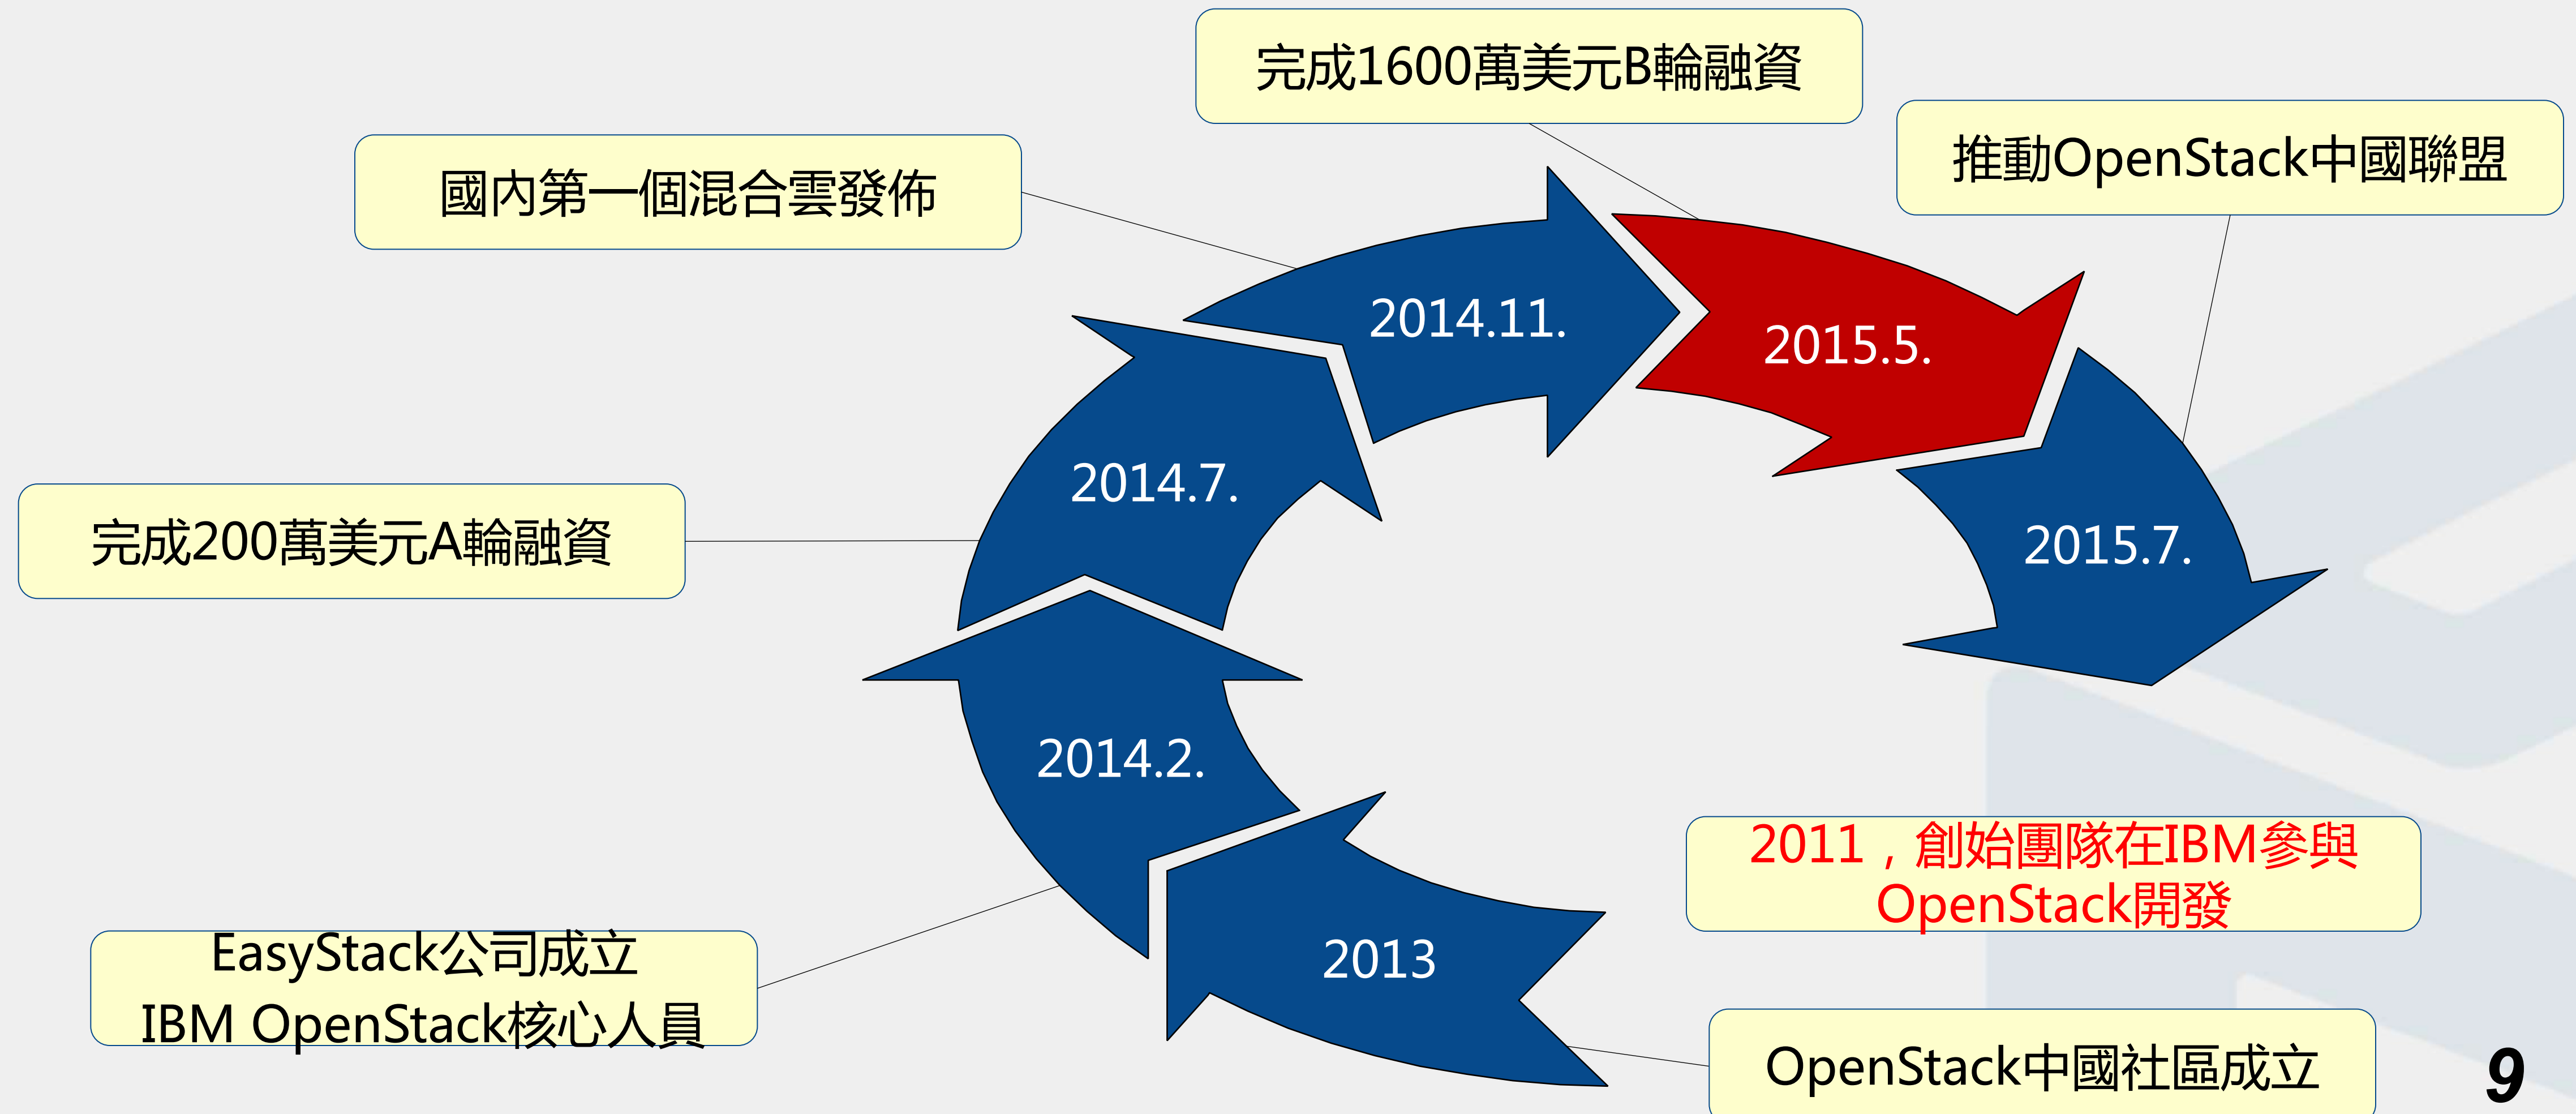 完成1600萬美元B輪融資
推動OpenStack中國聯盟
國內第一個混合雲發佈
2014.11.
2015.5.
2014.7.
2015.7.
完成200萬美元A輪融資
2014.2.
2011，創始團隊在IBM參與
OpenStack開發
EasyStack公司成立
IBM OpenStack核心人員
2013
OpenStack中國社區成立
9